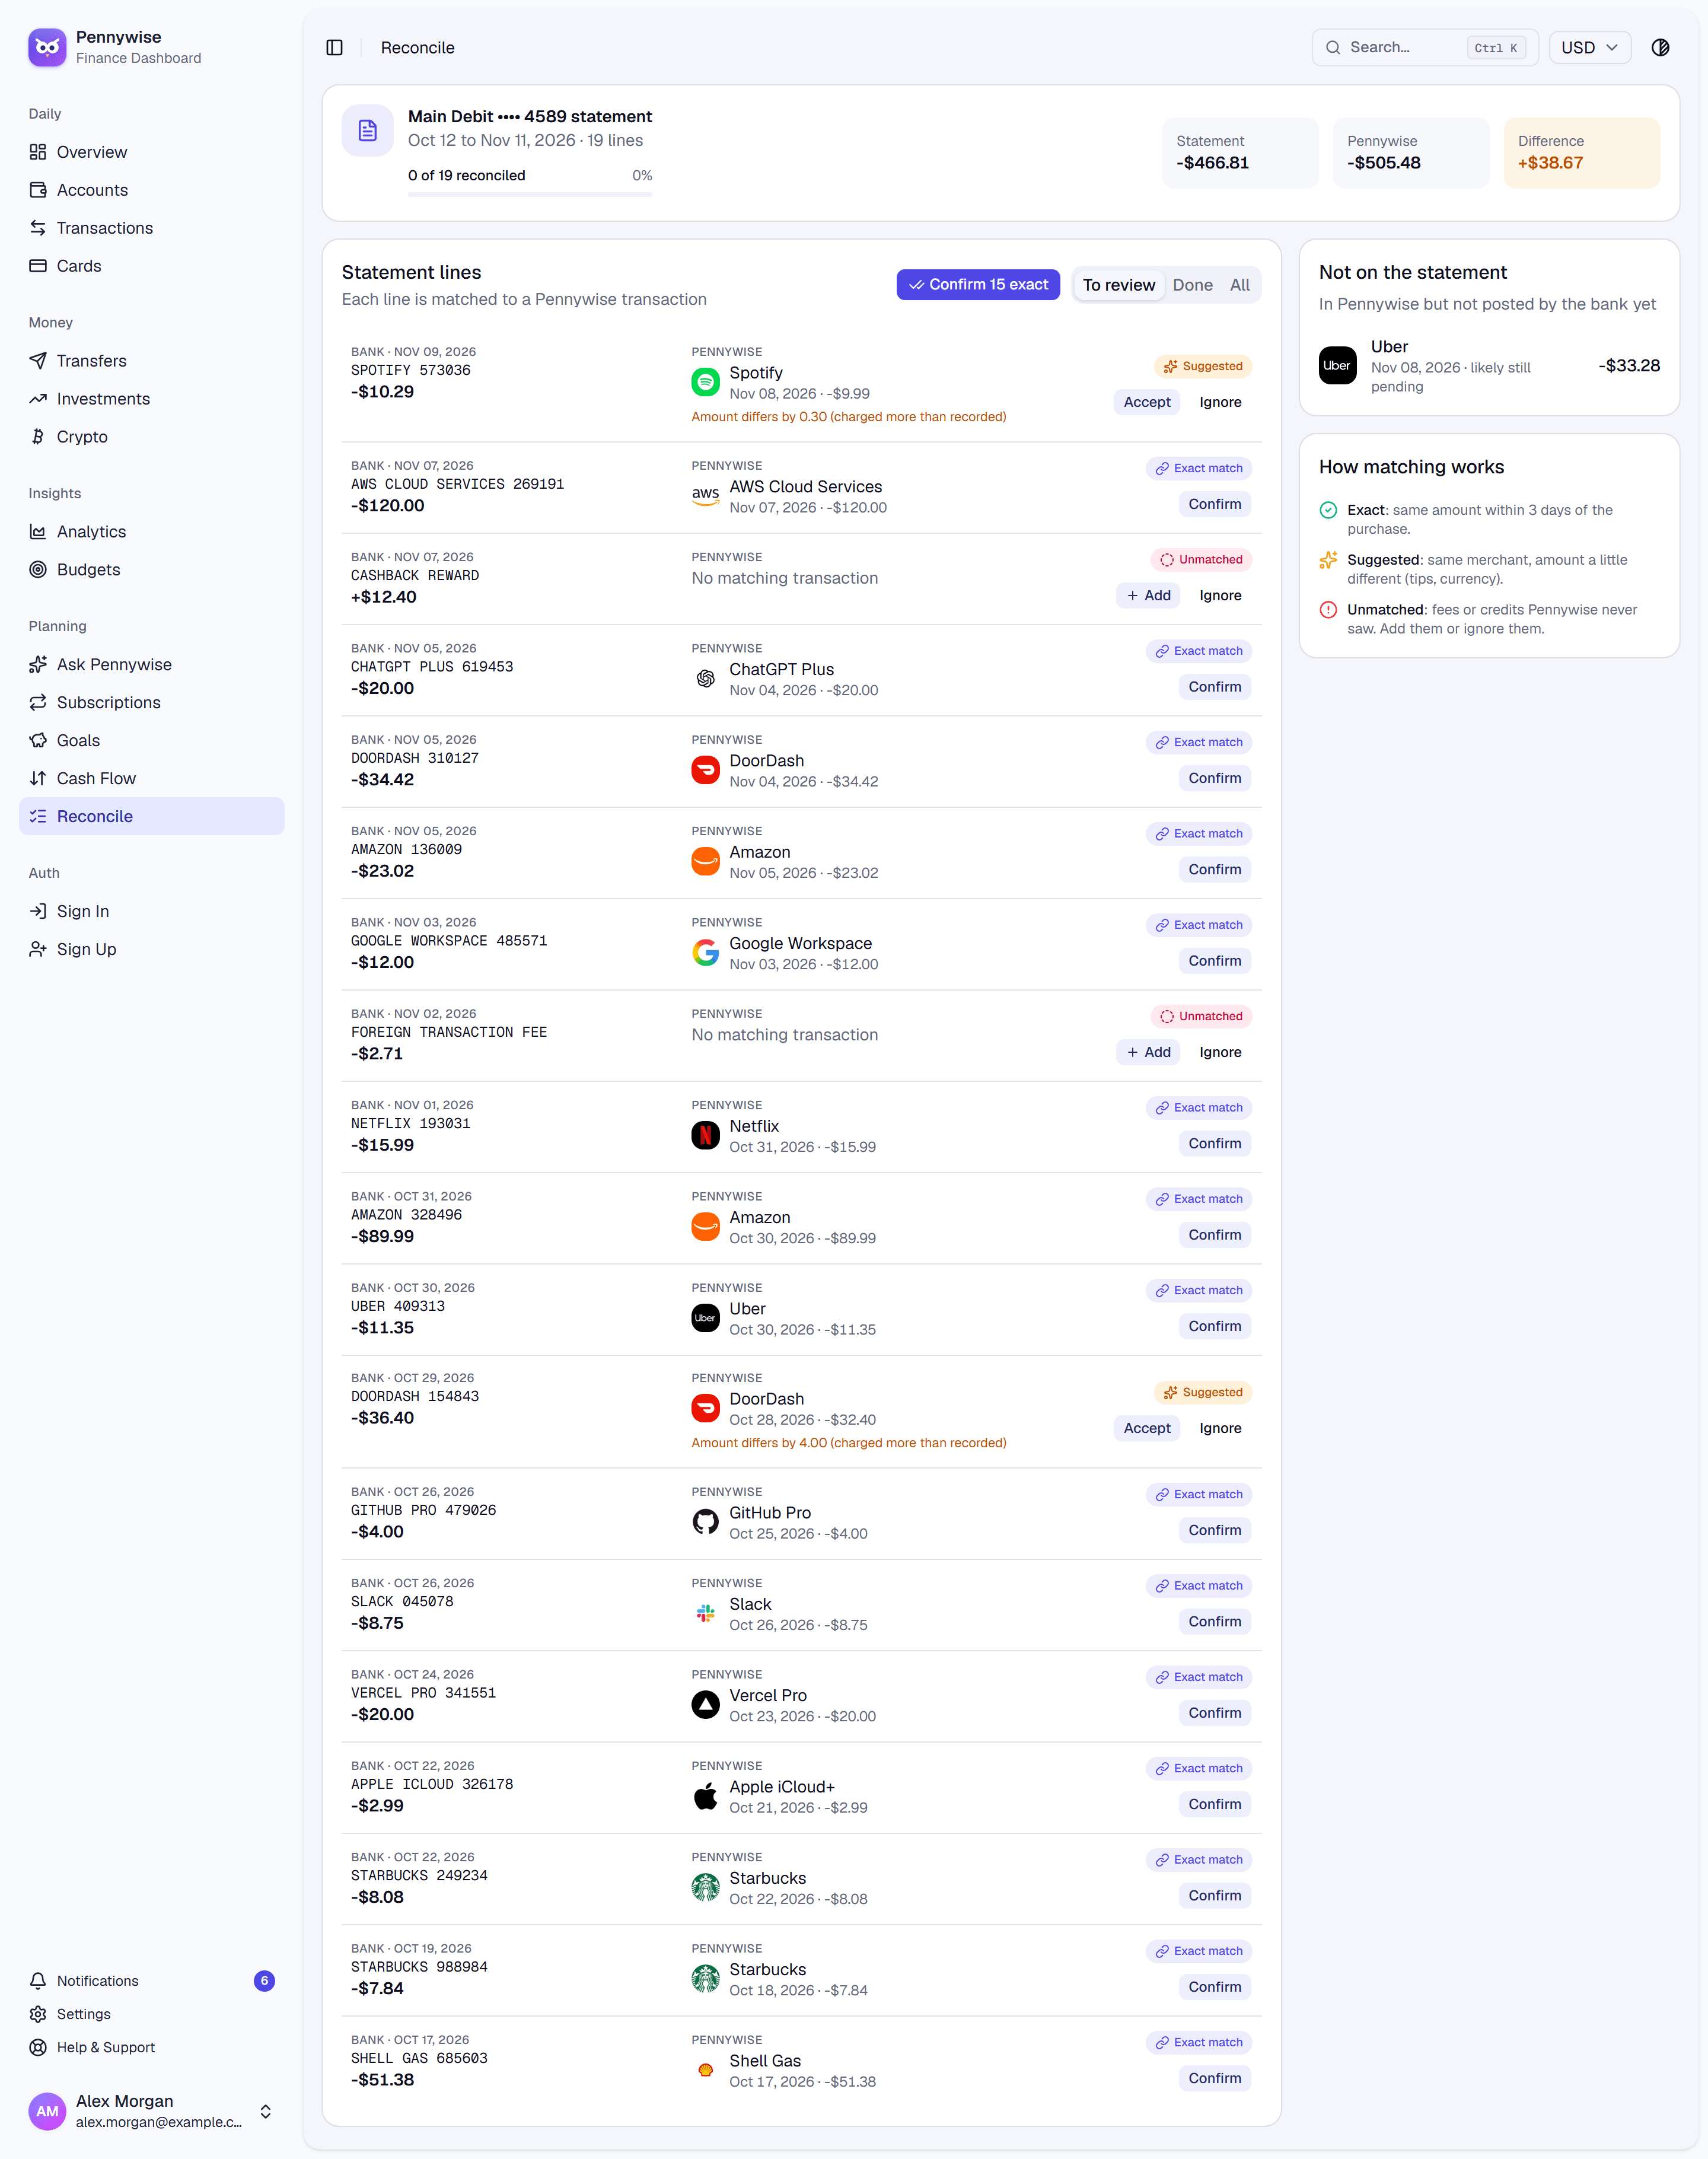 Pennywise
Finance Dashboard
Daily
Overview
Accounts
Transactions
Cards
Money
Transfers
Investments
Crypto
Insights
Analytics
Budgets
Planning
Ask Pennywise
Subscriptions
Goals
Cash Flow
Reconcile
Auth
Sign In
Sign Up
Notifications 6
Settings
Help & Support
AM
Alex Morgan
alex.morgan@example.c...
Reconcile
Search... Ctrl K
USD
Main Debit •••• 4589 statement
Oct 12 to Nov 11, 2026 · 19 lines
0 of 19 reconciled 0%
Statement
-$466.81
Pennywise
-$505.48
Difference
+$38.67
Statement lines
Each line is matched to a Pennywise transaction
Confirm 15 exact
To review Done All
BANK · NOV 09, 2026
SPOTIFY 573036
-$10.29
PENNYWISE
Spotify
Nov 08, 2026 · -$9.99
Amount differs by 0.30 (charged more than recorded)
Suggested
Accept Ignore
BANK · NOV 07, 2026
AWS CLOUD SERVICES 269191
-$120.00
PENNYWISE
aws
AWS Cloud Services
Nov 07, 2026 · -$120.00
Exact match
Confirm
BANK · NOV 07, 2026
CASHBACK REWARD
+$12.40
PENNYWISE
No matching transaction
Unmatched
+ Add Ignore
BANK · NOV 05, 2026
CHATGPT PLUS 619453
-$20.00
PENNYWISE
ChatGPT Plus
Nov 04, 2026 · -$20.00
Exact match
Confirm
BANK · NOV 05, 2026
DOORDASH 310127
-$34.42
PENNYWISE
DoorDash
Nov 04, 2026 · -$34.42
Exact match
Confirm
BANK · NOV 05, 2026
AMAZON 136009
-$23.02
PENNYWISE
Amazon
Nov 05, 2026 · -$23.02
Exact match
Confirm
BANK · NOV 03, 2026
GOOGLE WORKSPACE 485571
-$12.00
PENNYWISE
Google Workspace
Nov 03, 2026 · -$12.00
Exact match
Confirm
BANK · NOV 02, 2026
FOREIGN TRANSACTION FEE
-$2.71
PENNYWISE
No matching transaction
Unmatched
+ Add Ignore
BANK · NOV 01, 2026
NETFLIX 193031
-$15.99
PENNYWISE
Netflix
Oct 31, 2026 · -$15.99
Exact match
Confirm
BANK · OCT 31, 2026
AMAZON 328496
-$89.99
PENNYWISE
Amazon
Oct 30, 2026 · -$89.99
Exact match
Confirm
BANK · OCT 30, 2026
UBER 409313
-$11.35
PENNYWISE
Uber
Uber
Oct 30, 2026 · -$11.35
Exact match
Confirm
BANK · OCT 29, 2026
DOORDASH 154843
-$36.40
PENNYWISE
DoorDash
Oct 28, 2026 · -$32.40
Amount differs by 4.00 (charged more than recorded)
Suggested
Accept Ignore
BANK · OCT 26, 2026
GITHUB PRO 479026
-$4.00
PENNYWISE
GitHub Pro
Oct 25, 2026 · -$4.00
Exact match
Confirm
BANK · OCT 26, 2026
SLACK 045078
-$8.75
PENNYWISE
Slack
Oct 26, 2026 · -$8.75
Exact match
Confirm
BANK · OCT 24, 2026
VERCEL PRO 341551
-$20.00
PENNYWISE
Vercel Pro
Oct 23, 2026 · -$20.00
Exact match
Confirm
BANK · OCT 22, 2026
APPLE ICLOUD 326178
-$2.99
PENNYWISE
Apple iCloud+
Oct 21, 2026 · -$2.99
Exact match
Confirm
BANK · OCT 22, 2026
STARBUCKS 249234
-$8.08
PENNYWISE
Starbucks
Oct 22, 2026 · -$8.08
Exact match
Confirm
BANK · OCT 19, 2026
STARBUCKS 988984
-$7.84
PENNYWISE
Starbucks
Oct 18, 2026 · -$7.84
Exact match
Confirm
BANK · OCT 17, 2026
SHELL GAS 685603
-$51.38
PENNYWISE
Shell Gas
Oct 17, 2026 · -$51.38
Exact match
Confirm
Not on the statement
In Pennywise but not posted by the bank yet
Uber
Uber
Nov 08, 2026 · likely still
pending
-$33.28
How matching works
Exact: same amount within 3 days of the
purchase.
Suggested: same merchant, amount a little
different (tips, currency).
Unmatched: fees or credits Pennywise never
saw. Add them or ignore them.